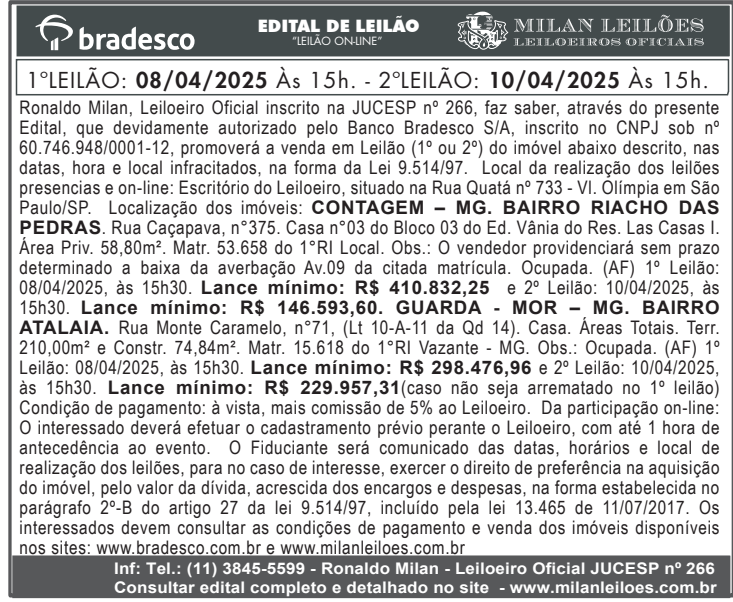 bradesco
EDITAL DE LEILÃO
"LEILÃO ON-LINE"
MILAN LEILÕES
LEILOEIROS OFICIAIS
1ºLEILÃO: 08/04/2025 Às 15h. - 2ºLEILÃO: 10/04/2025 Às 15h.
Ronaldo Milan, Leiloeiro Oficial inscrito na JUCESP nº 266, faz saber, através do presente
Edital, que devidamente autorizado pelo Banco Bradesco S/A, inscrito no CNPJ sob nº
60.746.948/0001-12, promoverá a venda em Leilão (1º ou 2º) do imóvel abaixo descrito, nas
datas, hora e local infracitados, na forma da Lei 9.514/97. Local da realização dos leilões
presencias e on-line: Escritório do Leiloeiro, situado na Rua Quatá nº 733 - VI. Olímpia em São
Paulo/SP. Localização dos imóveis: CONTAGEM – MG. BAIRRO RIACHO DAS
PEDRAS. Rua Caçapava, n°375. Casa n°03 do Bloco 03 do Ed. Vânia do Res. Las Casas I.
Área Priv. 58,80m². Matr. 53.658 do 1°RI Local. Obs.: O vendedor providenciará sem prazo
determinado a baixa da averbação Av.09 da citada matrícula. Ocupada. (AF) 1º Leilão:
08/04/2025, às 15h30. Lance mínimo: R$ 410.832,25 e 2º Leilão: 10/04/2025, às
15h30. Lance mínimo: R$ 146.593,60. GUARDA - MOR – MG. BAIRRO
ATALAIA. Rua Monte Caramelo, n°71, (Lt 10-A-11 da Qd 14). Casa. Áreas Totais. Terr.
210,00m² e Constr. 74,84m². Matr. 15.618 do 1°RI Vazante - MG. Obs.: Ocupada. (AF) 1º
Leilão: 08/04/2025, às 15h30. Lance mínimo: R$ 298.476,96 e 2º Leilão: 10/04/2025,
às 15h30. Lance mínimo: R$ 229.957,31(caso não seja arrematado no 1º leilão)
Condição de pagamento: à vista, mais comissão de 5% ao Leiloeiro. Da participação on-line:
O interessado deverá efetuar o cadastramento prévio perante o Leiloeiro, com até 1 hora de
antecedência ao evento. O Fiduciante será comunicado das datas, horários e local de
realização dos leilões, para no caso de interesse, exercer o direito de preferência na aquisição
do imóvel, pelo valor da dívida, acrescida dos encargos e despesas, na forma estabelecida no
parágrafo 2º-B do artigo 27 da lei 9.514/97, incluído pela lei 13.465 de 11/07/2017. Os
interessados devem consultar as condições de pagamento e venda dos imóveis disponíveis
nos sites: www.bradesco.com.br e www.milanleiloes.com.br
Inf: Tel.: (11) 3845-5599 - Ronaldo Milan - Leiloeiro Oficial JUCESP nº 266
Consultar edital completo e detalhado no site - www.milanleiloes.com.br